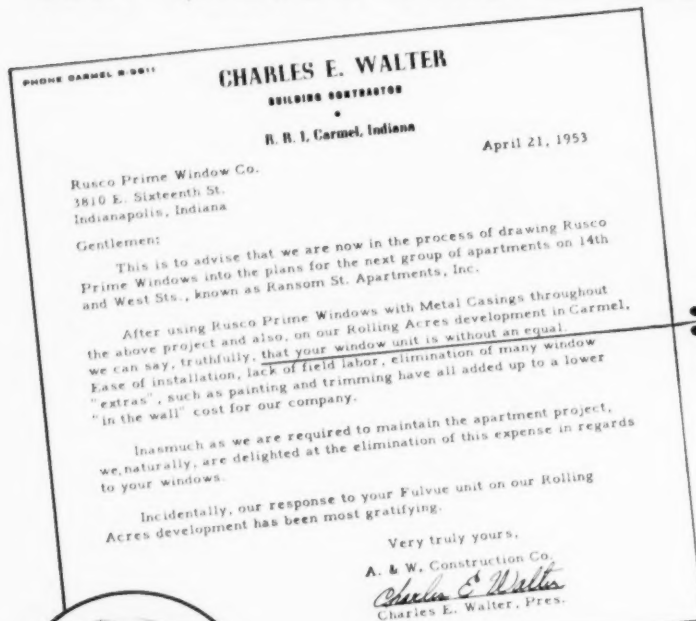 PHONE CARMEL R-9911
CHARLES E. WALTER
BUILDING CONTRACTOR
R. R. 1, Carmel, Indiana
April 21, 1953
Rusco Prime Window Co.
3810 E. Sixteenth St.
Indianapolis, Indiana
Gentlemen:
This is to advise that we are now in the process of drawing Rusco
Prime Windows into the plans for the next group of apartments on 14th
and West Sts., known as Ransom St. Apartments, Inc.
After using Rusco Prime Windows with Metal Casings throughout
the above project and also, on our Rolling Acres development in Carmel,
we can say, truthfully, that your window unit is without an equal.
Ease of installation, lack of field labor, elimination of many window
"extras", such as painting and trimming have all added up to a lower
"in the wall" cost for our company.
Inasmuch as we are required to maintain the apartment project,
we, naturally, are delighted at the elimination of this expense in regards
to your windows.
Incidentally, our response to your Fulvue unit on our Rolling
Acres development has been most gratifying.
Very truly yours,
A. & W. Construction Co.
Charles E Walter
Charles E. Walter, Pres.